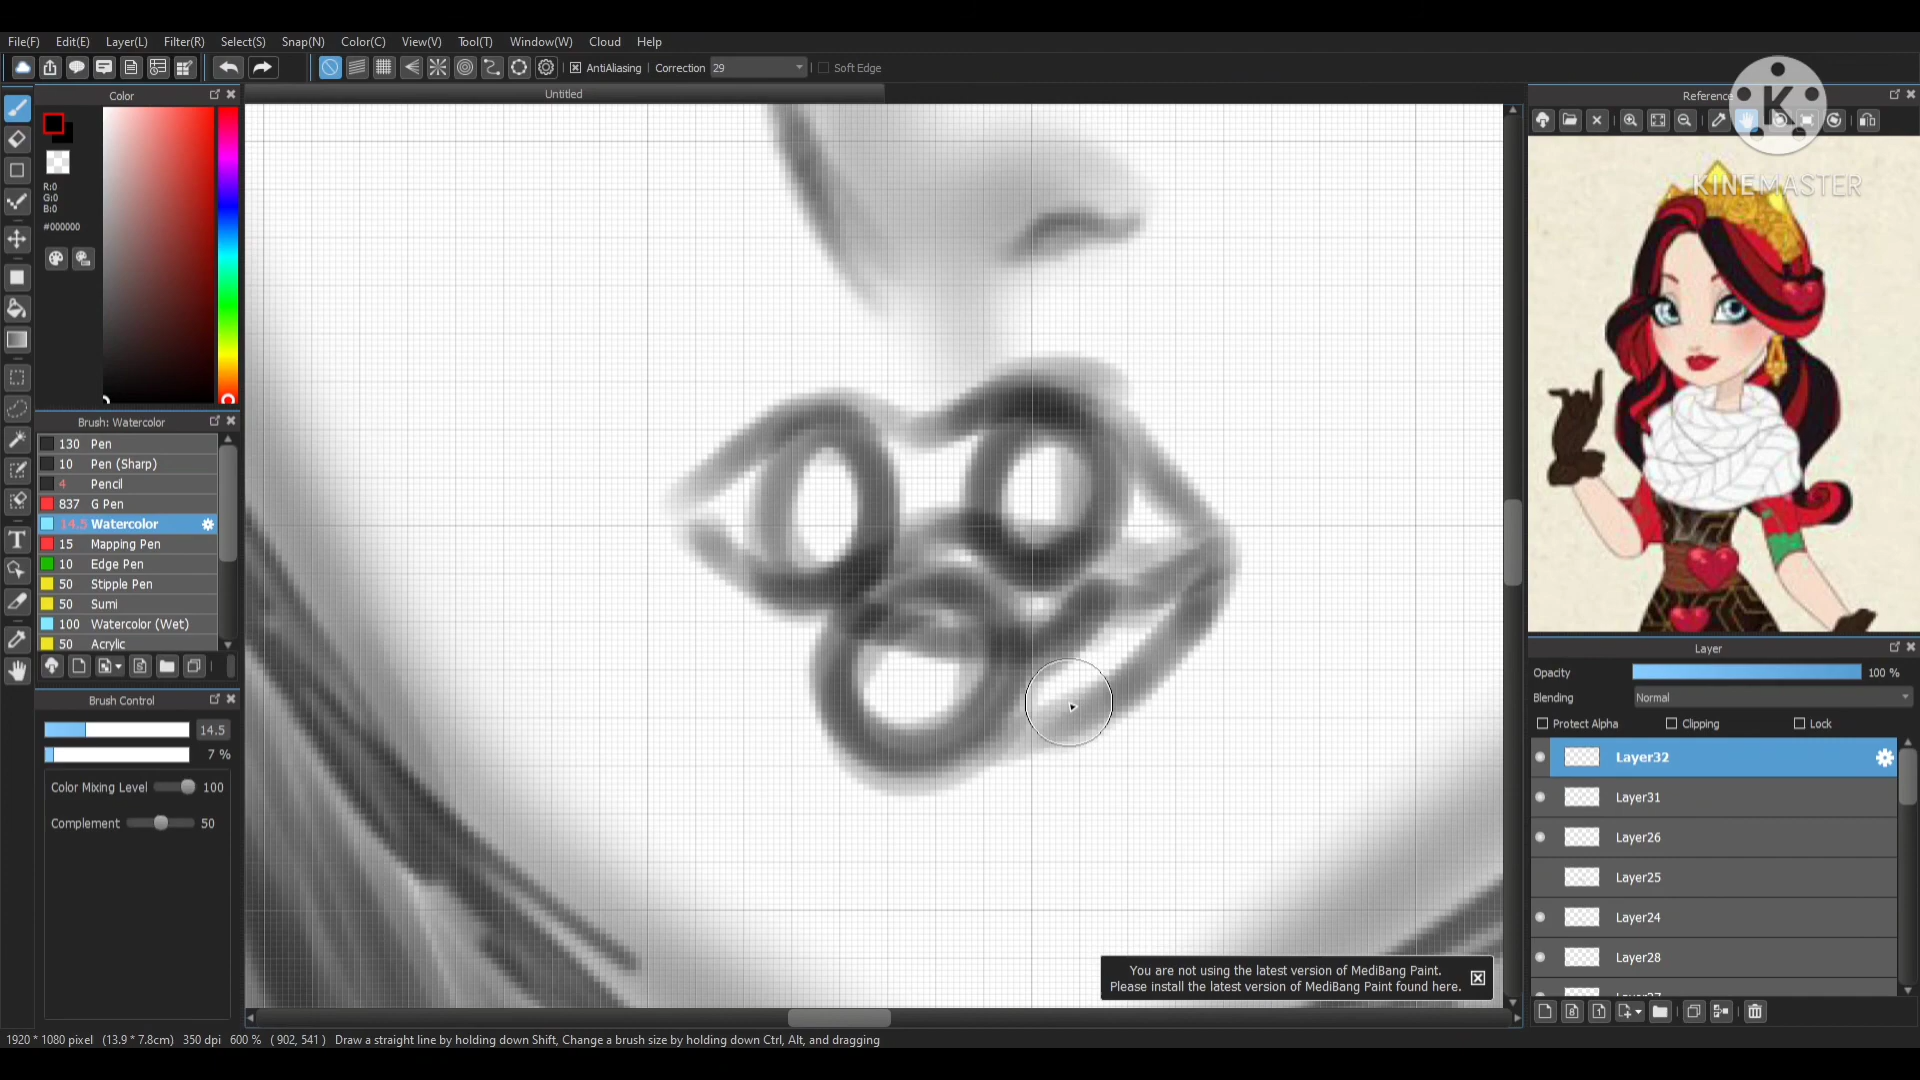 File(F) Edit(E) Layer(L) Filter(R) Select(S) Snap(N) Color(C) View(V) Tool(T) Window(W) Cloud Help
AntiAliasing Correction 29 Soft Edge
Color
Untitled
Reference
K
KINEMASTER
R:0
G:0
B:0
#000000
Brush: Watercolor
130 Pen
10 Pen (Sharp)
4 Pencil
837 G Pen
14.5 Watercolor
15 Mapping Pen
10 Edge Pen
50 Stipple Pen
50 Sumi
100 Watercolor (Wet)
50 Acrylic
Brush Control
14.5
7 %
Color Mixing Level 100
Complement 50
Layer
Opacity 100 %
Blending Normal
Protect Alpha Clipping Lock
Layer32
Layer31
Layer26
Layer25
Layer24
Layer28
Layer27
You are not using the latest version of MediBang Paint.
Please install the latest version of MediBang Paint found here.
1920 * 1080 pixel (13.9 * 7.8cm) 350 dpi 600 % ( 902, 541 ) Draw a straight line by holding down Shift, Change a brush size by holding down Ctrl, Alt, and dragging